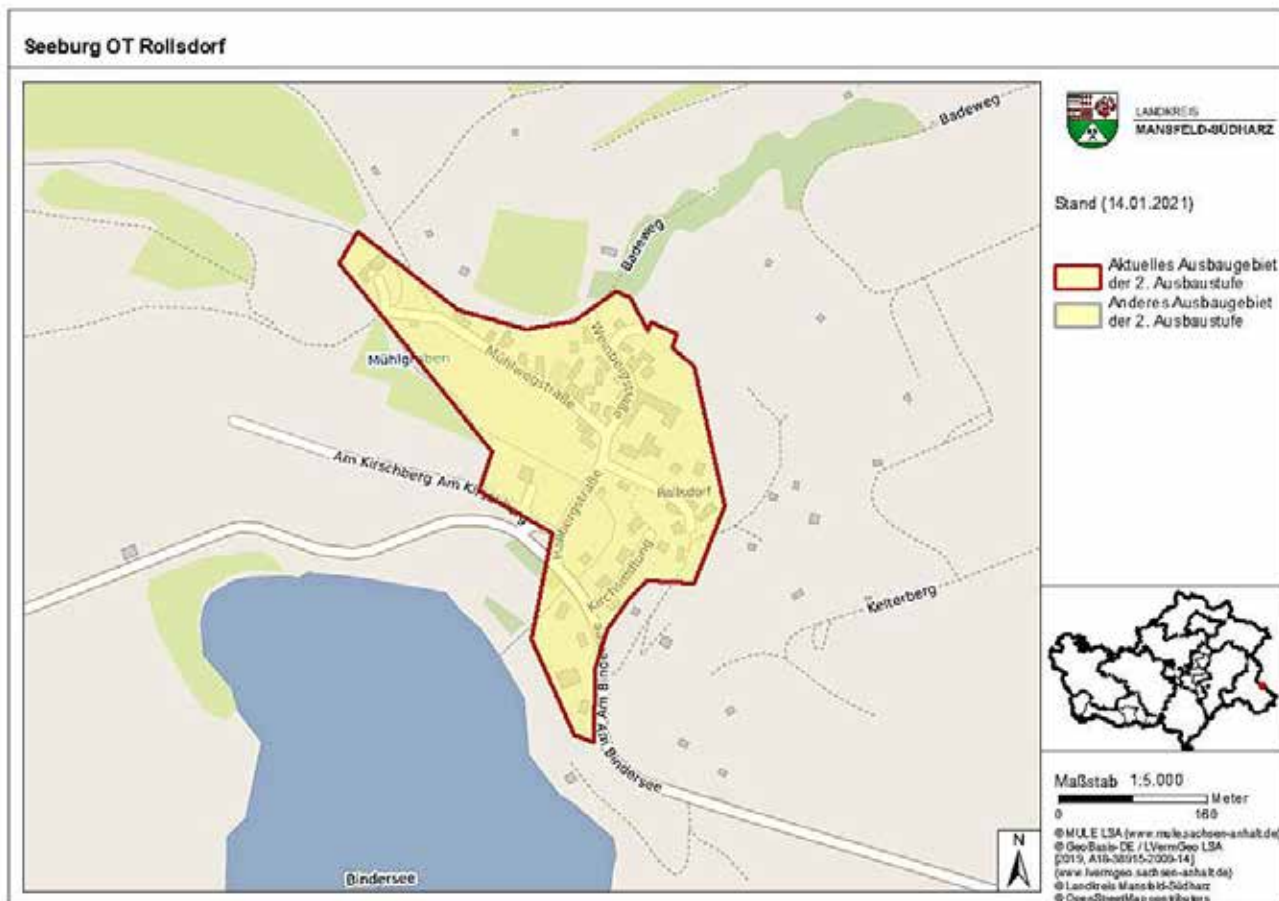 Seeburg OT Rollsdorf
Badeweg
Badeweg
Weinbergstraße
Mühlwegstraße
Mühlgraben
Am Kirschberg Am
Rollsdorf
Kirchsiedlung
Kelterberg
Am Bindersee
Bindersee
N
LANDKREIS
MANSFELD-SÜDHARZ
Stand (14.01.2021)
Aktuelles Ausbaugebiet
der 2. Ausbaustufe
Anderes Ausbaugebiet
der 2. Ausbaustufe
Maßstab 1:5.000
Meter
0 160
© MULE LSA (www.mule.sachsen-anhalt.de)
© GeoBasis-DE / LVermGeo LSA
[2019, A18-38915-2009-14]
(www.lvermgeo.sachsen-anhalt.de)
© Landkreis Mansfeld-Südharz
© OpenStreetMap contributors